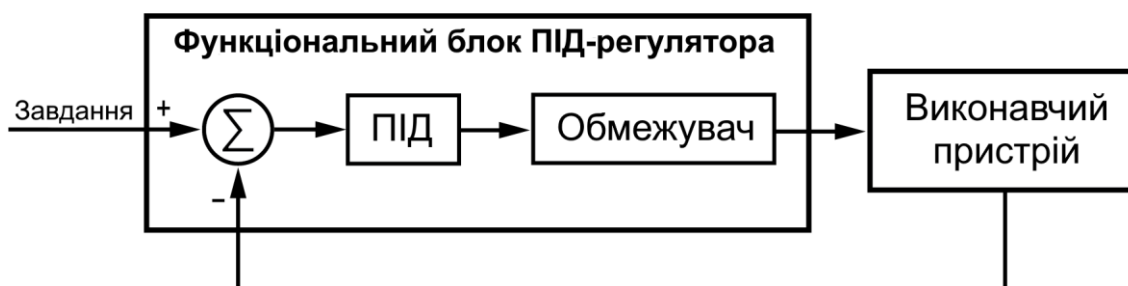 Функціональний блок ПІД-регулятора
Завдання
+
Σ
ПІД
Обмежувач
Виконавчий
пристрій
−